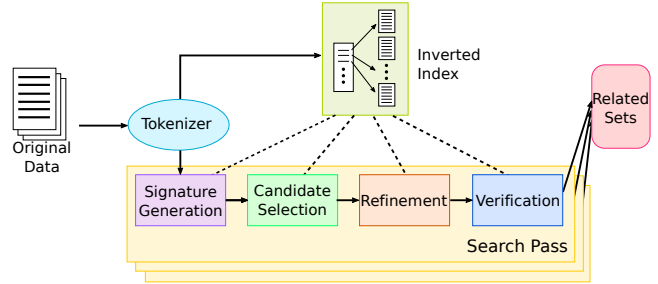 Inverted
Index
Original
Data
Tokenizer
Related
Sets
Signature
Generation
Candidate
Selection
Refinement
Verification
Search Pass